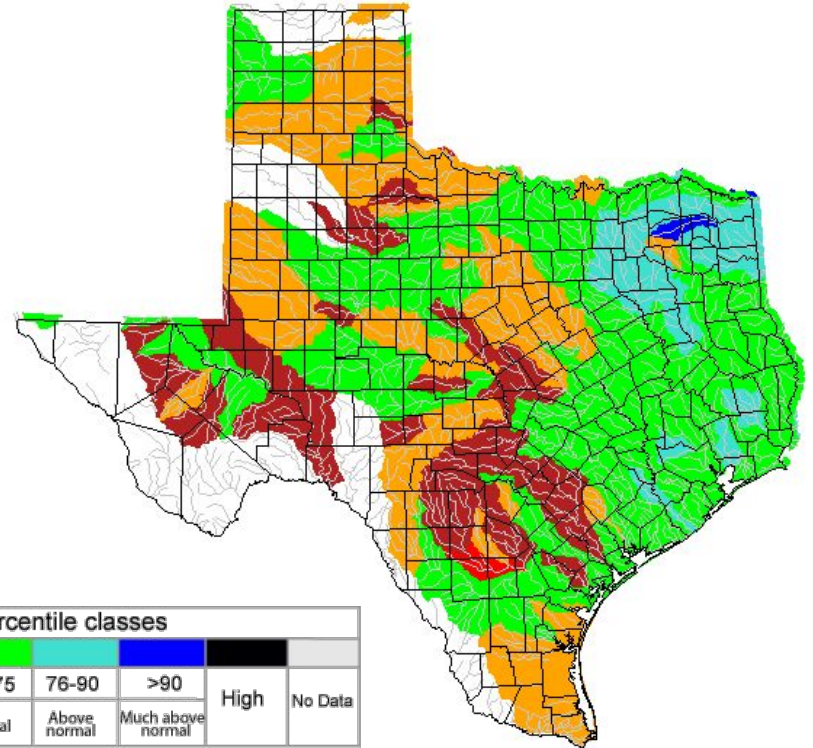 rcentile classes
75 76-90 >90
High No Data
al Above normal
Much above normal